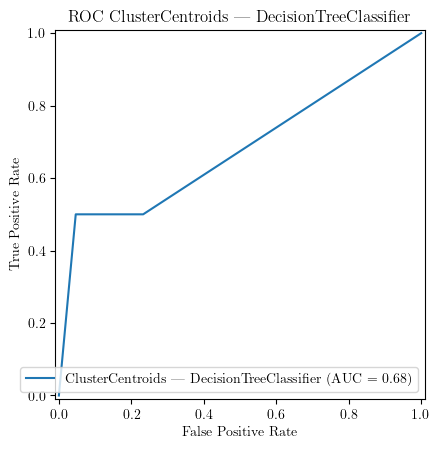 ROC ClusterCentroids — DecisionTreeClassifier
1.0
0.8
0.6
0.4
0.2
0.0
True Positive Rate
ClusterCentroids — DecisionTreeClassifier (AUC = 0.68)
0.0 0.2 0.4 0.6 0.8 1.0
False Positive Rate